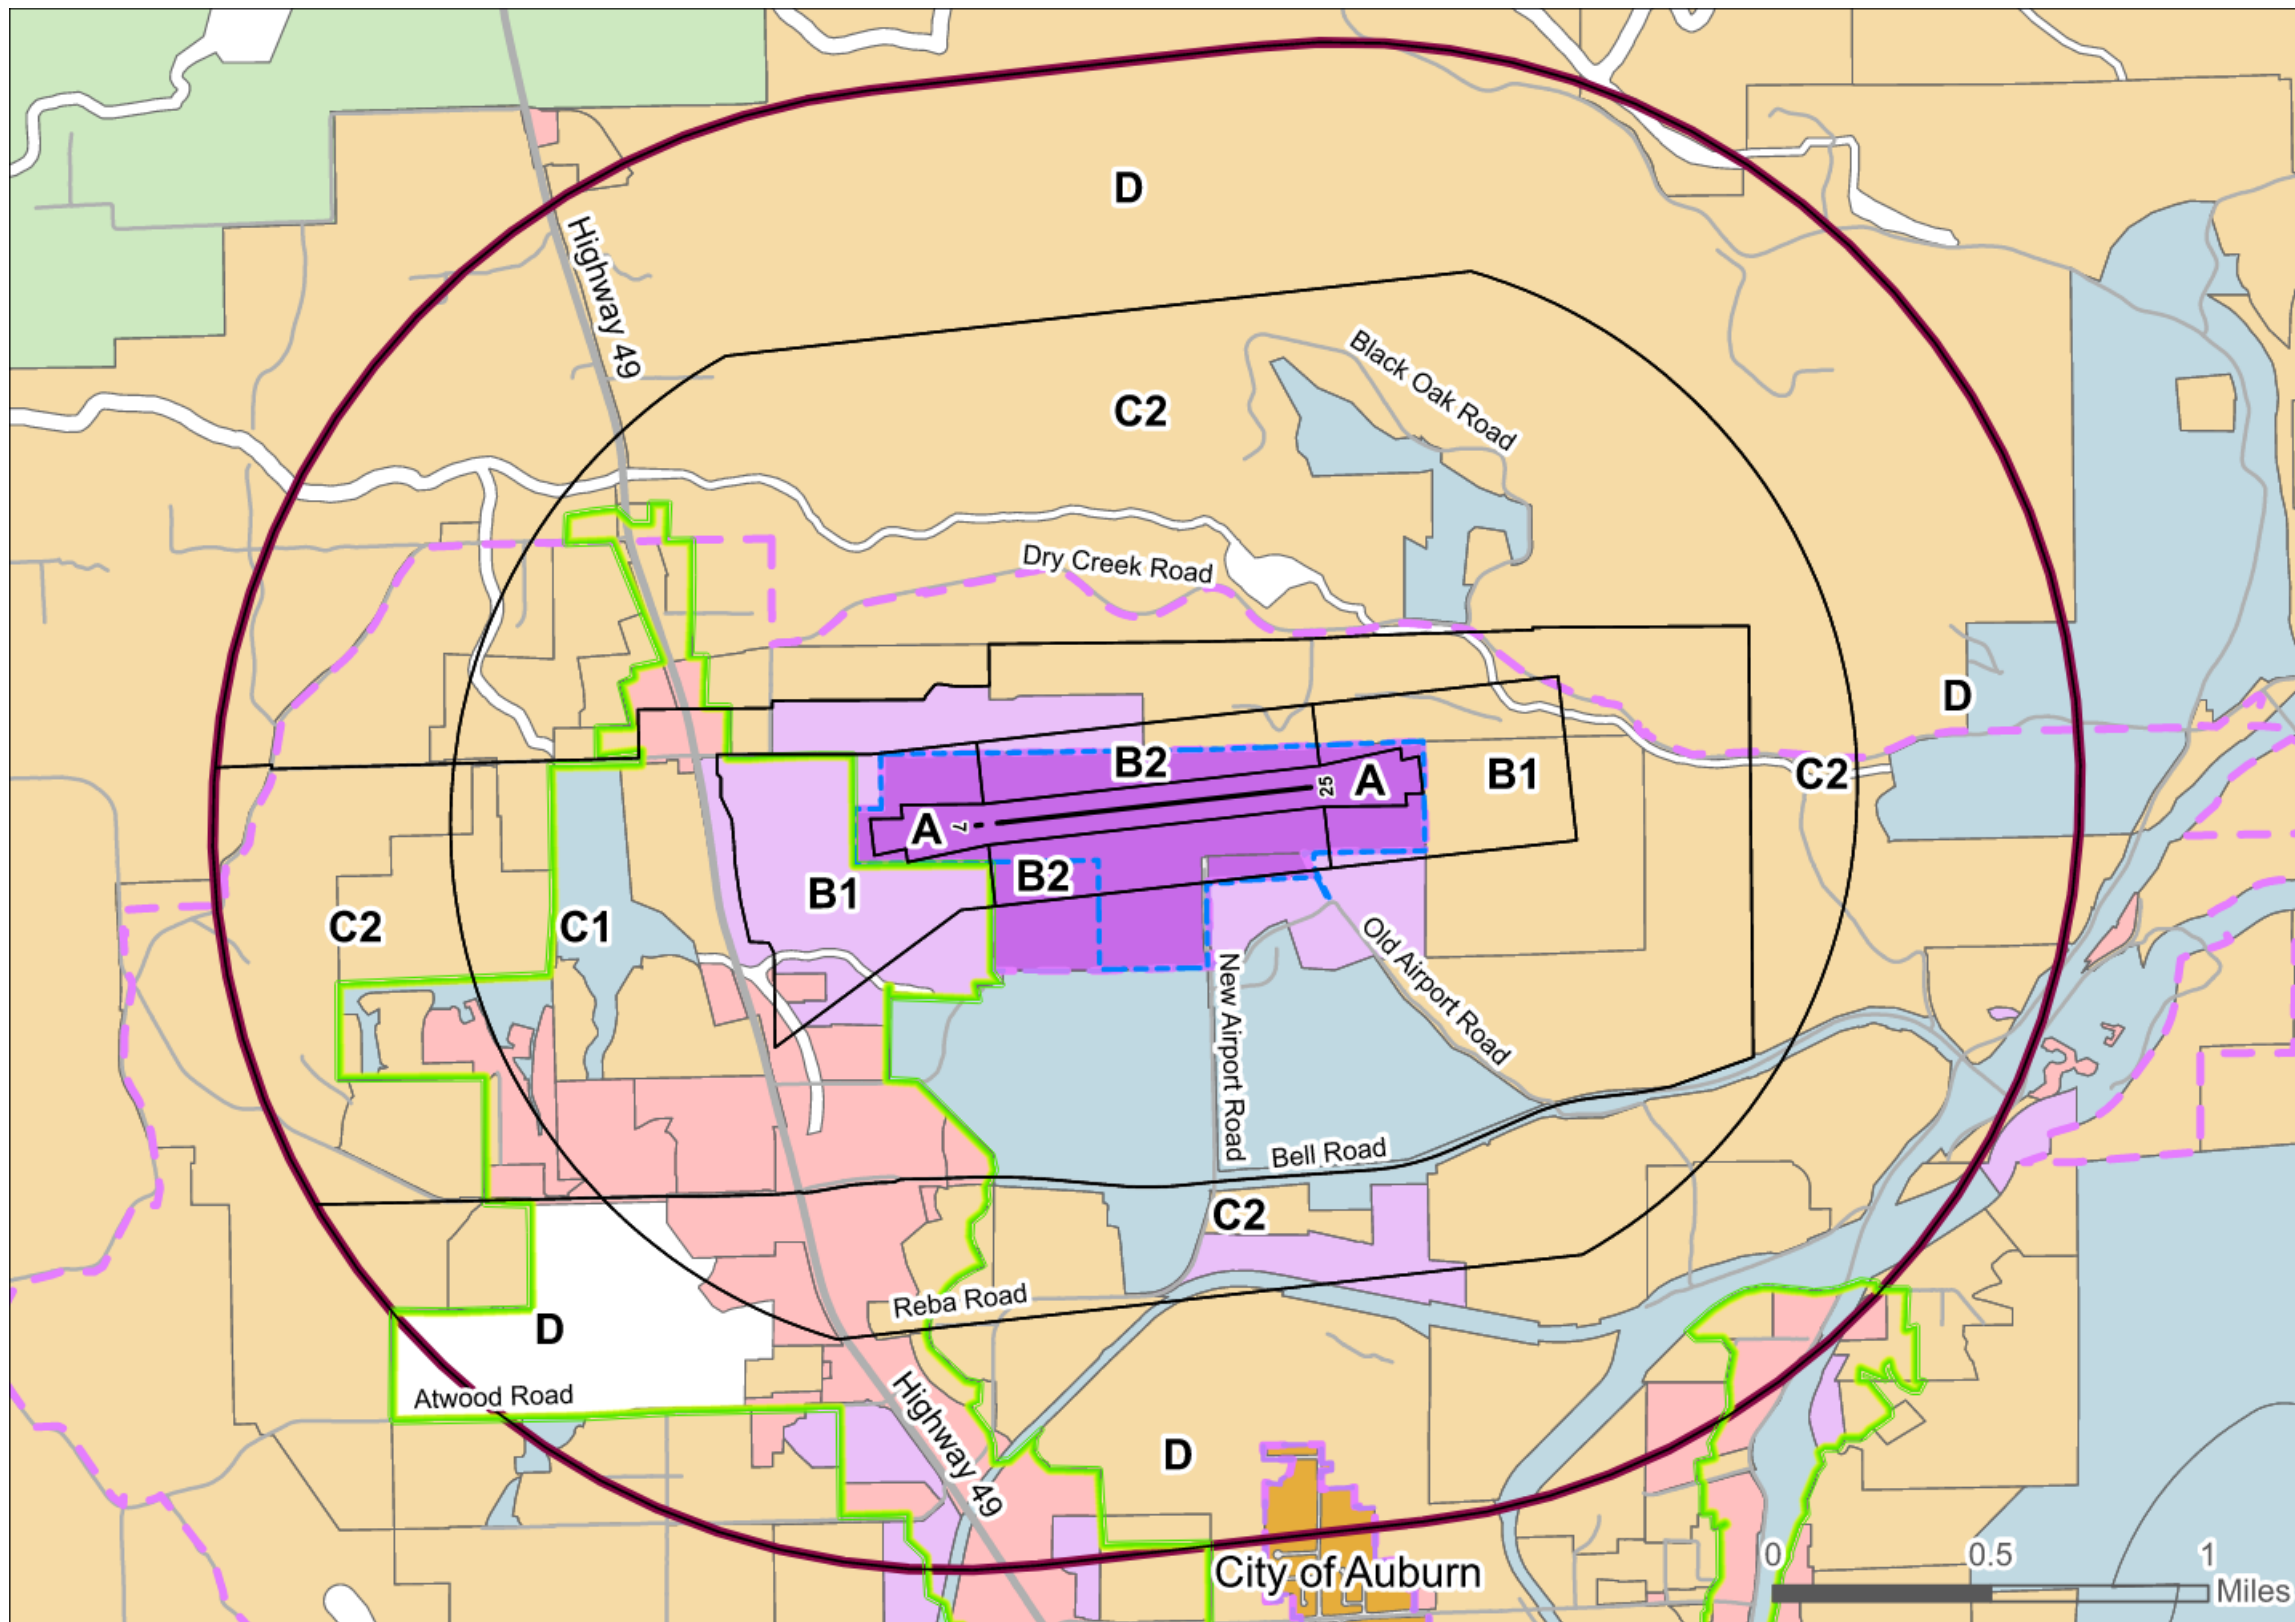 D
Highway 49
Black Oak Road
C2
Dry Creek Road
D
B2
B1
C2
A
25
A
7
B2
B1
C2
C1
Old Airport Road
New Airport Road
Bell Road
C2
Reba Road
D
Atwood Road
Highway 49
D
City of Auburn
0 0.5 1
Miles